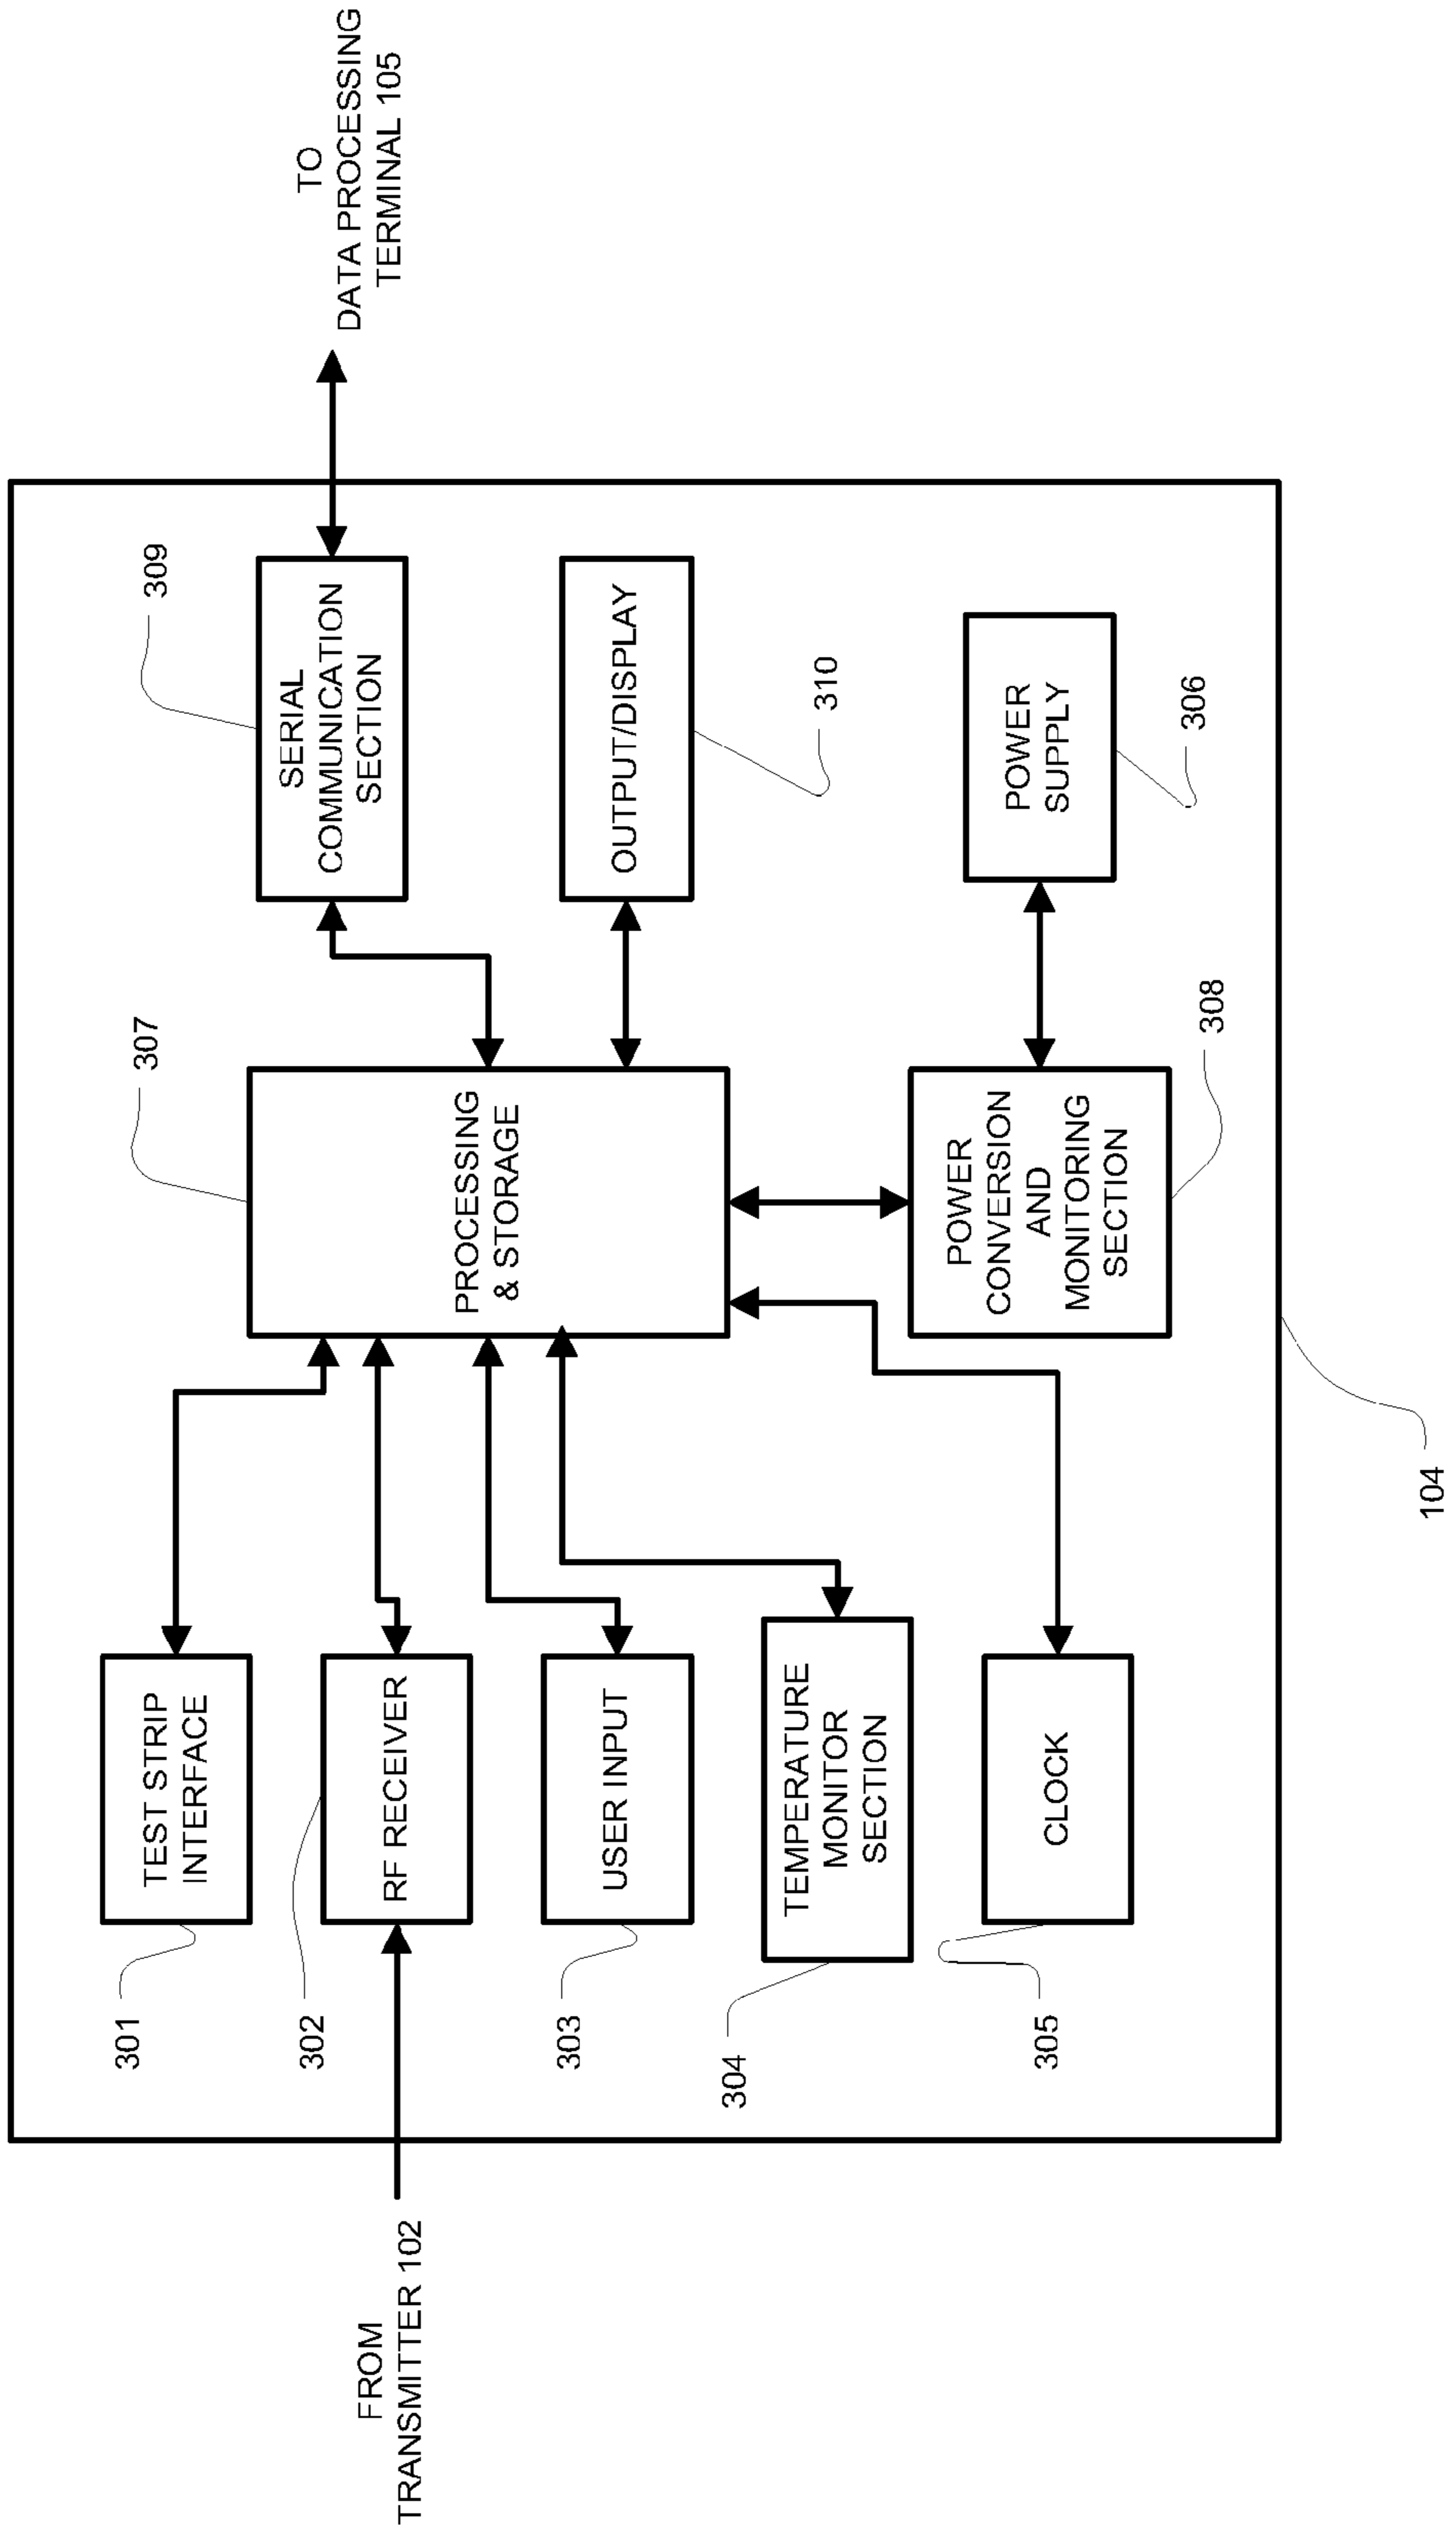 TO
DATA PROCESSING
TERMINAL 105
309
SERIAL
COMMUNICATION
SECTION
OUTPUT/DISPLAY
310
POWER
SUPPLY
306
307
PROCESSING
& STORAGE
POWER
CONVERSION
AND
MONITORING
SECTION
308
TEST STRIP
INTERFACE
301
RF RECEIVER
302
USER INPUT
303
TEMPERATURE
MONITOR
SECTION
304
CLOCK
305
104
FROM
TRANSMITTER 102